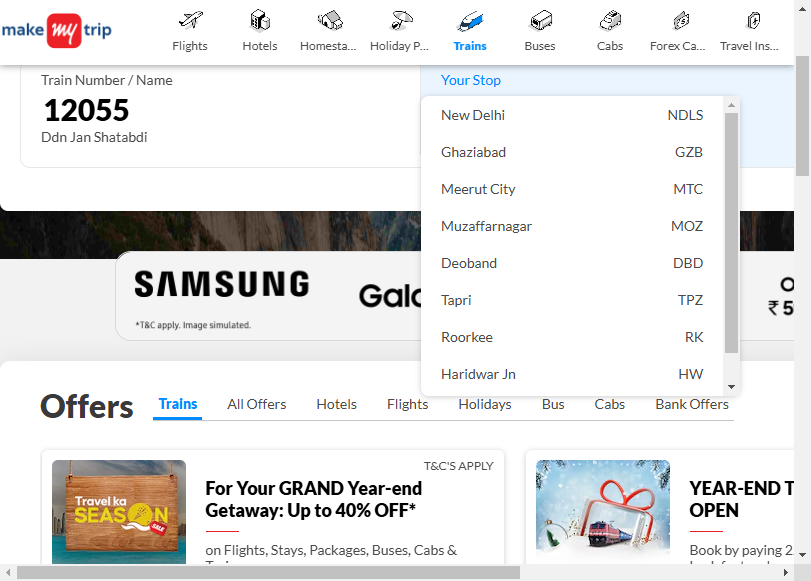 make my trip
Flights
Hotels
Homesta...
Holiday P...
Trains
Buses
Cabs
Forex Ca...
Travel Ins...
Train Number / Name
12055
Ddn Jan Shatabdi
Your Stop
New Delhi NDLS
Ghaziabad GZB
Meerut City MTC
Muzaffarnagar MOZ
Deoband DBD
Tapri TPZ
Roorkee RK
Haridwar Jn HW
SAMSUNG
*T&C apply. Image simulated.
₹5
Offers
Trains
All Offers
Hotels
Flights
Holidays
Bus
Cabs
Bank Offers
Travel ka
SEASON
SALE
T&C'S APPLY
For Your GRAND Year-end
Getaway: Up to 40% OFF*
on Flights, Stays, Packages, Buses, Cabs &
YEAR-END
OPEN
Book by paying